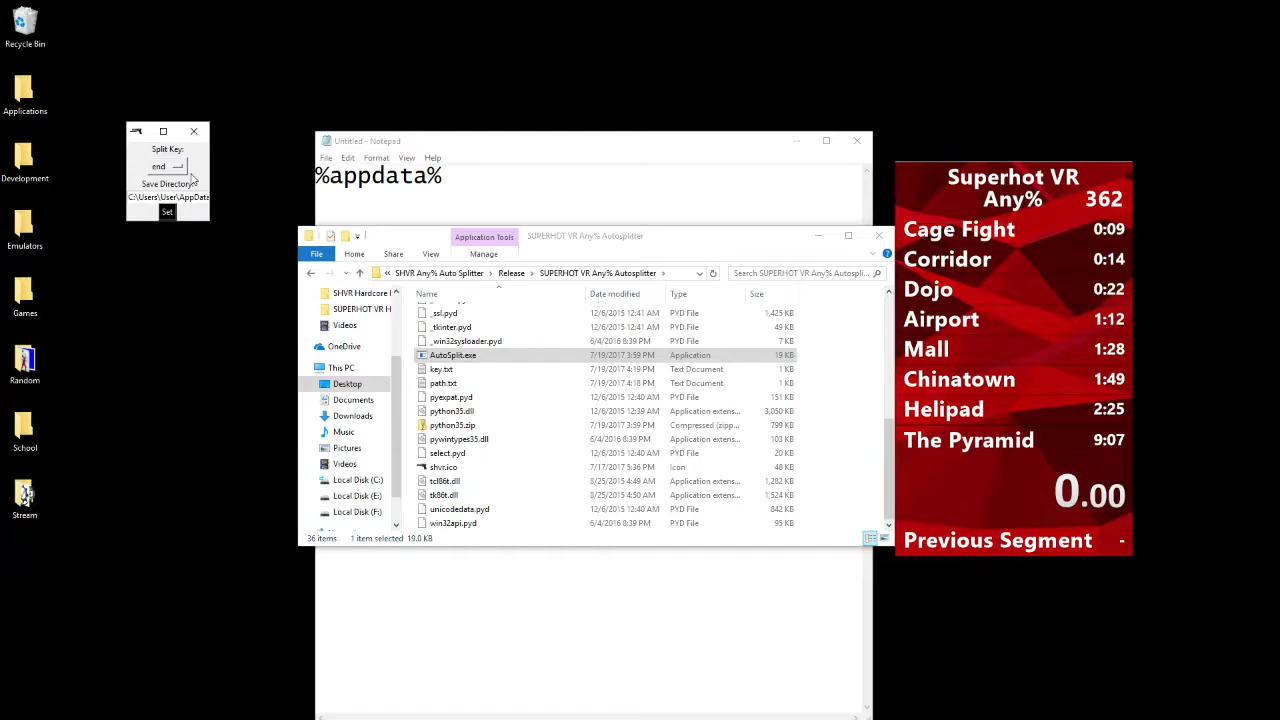 Recycle Bin
Applications
Development
Emulators
Games
Random
School
Stream
Split Key:
end
Save Directory:
C:\Users\User\AppData
Set
Untitled - Notepad
File Edit Format View Help
%appdata%
Application Tools SUPERHOT VR Any% Autosplitter
File Home Share View Manage
« SHVR Any% Auto Splitter > Release > SUPERHOT VR Any% Autosplitter >
Search SUPERHOT VR Any% Autospli...
SHVR Hardcore
SUPERHOT VR H
Videos
OneDrive
This PC
Desktop
Documents
Downloads
Music
Pictures
Videos
Local Disk (C:)
Local Disk (E:)
Local Disk (F:)
Name Date modified Type Size
_ssl.pyd 12/6/2015 12:41 AM PYD File 1,425 KB
_tkinter.pyd 12/6/2015 12:41 AM PYD File 49 KB
_win32sysloader.pyd 6/4/2016 8:39 PM PYD File 7 KB
AutoSplit.exe 7/19/2017 3:59 PM Application 19 KB
key.txt 7/19/2017 4:19 PM Text Document 1 KB
path.txt 7/19/2017 4:18 PM Text Document 1 KB
pyexpat.pyd 12/6/2015 12:40 AM PYD File 151 KB
python35.dll 12/6/2015 12:39 AM Application extens... 3,050 KB
python35.zip 7/19/2017 3:59 PM Compressed (zipp... 799 KB
pywintypes35.dll 6/4/2016 8:39 PM Application extens... 103 KB
select.pyd 12/6/2015 12:40 AM PYD File 20 KB
shvr.ico 7/17/2017 5:36 PM Icon 48 KB
tcl86t.dll 8/25/2015 4:49 AM Application extens... 1,282 KB
tk86t.dll 8/25/2015 4:50 AM Application extens... 1,524 KB
unicodedata.pyd 12/6/2015 12:40 AM PYD File 842 KB
win32api.pyd 6/4/2016 8:39 PM PYD File 95 KB
36 items 1 item selected 19.0 KB
Superhot VR
Any% 362
Cage Fight 0:09
Corridor 0:14
Dojo 0:22
Airport 1:12
Mall 1:28
Chinatown 1:49
Helipad 2:25
The Pyramid 9:07
0.00
Previous Segment -